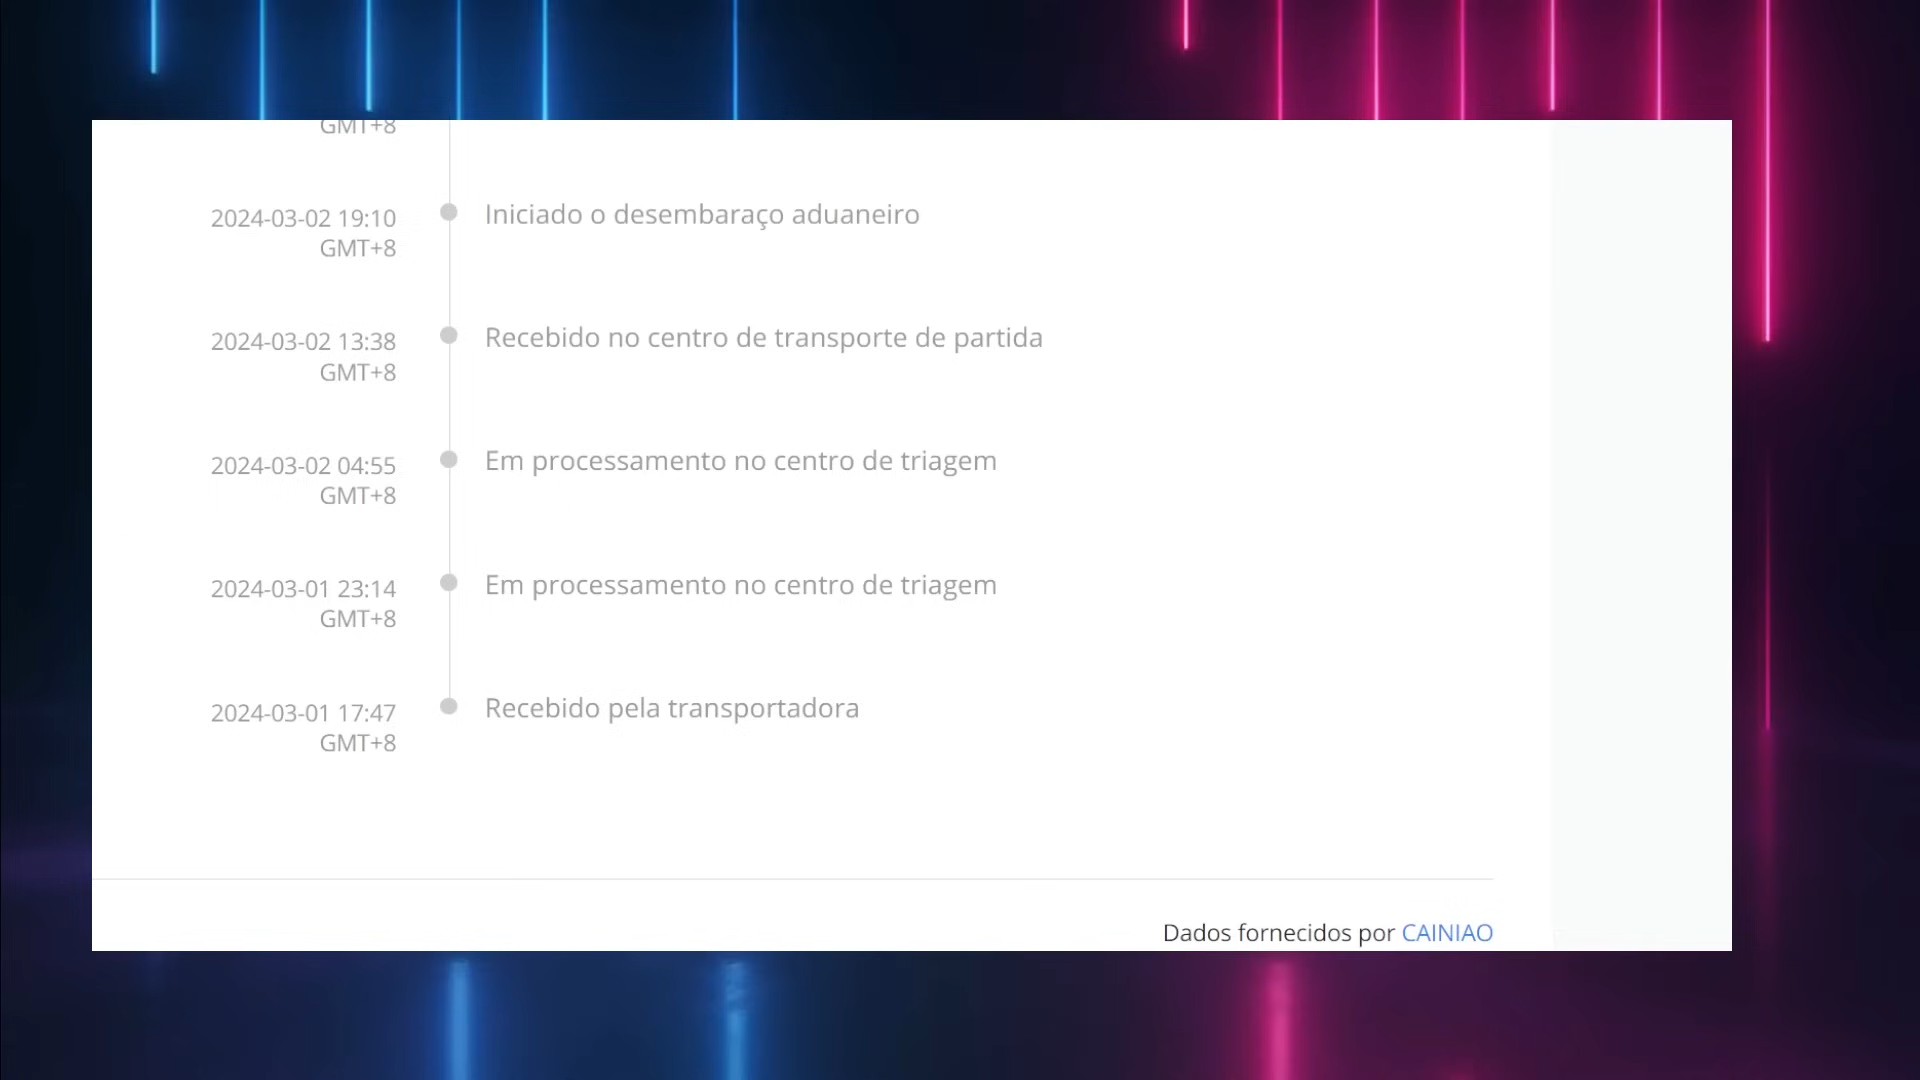 GMT+8
2024-03-02 19:10
GMT+8
Iniciado o desembaraço aduaneiro
2024-03-02 13:38
GMT+8
Recebido no centro de transporte de partida
2024-03-02 04:55
GMT+8
Em processamento no centro de triagem
2024-03-01 23:14
GMT+8
Em processamento no centro de triagem
2024-03-01 17:47
GMT+8
Recebido pela transportadora
Dados fornecidos por CAINIAO